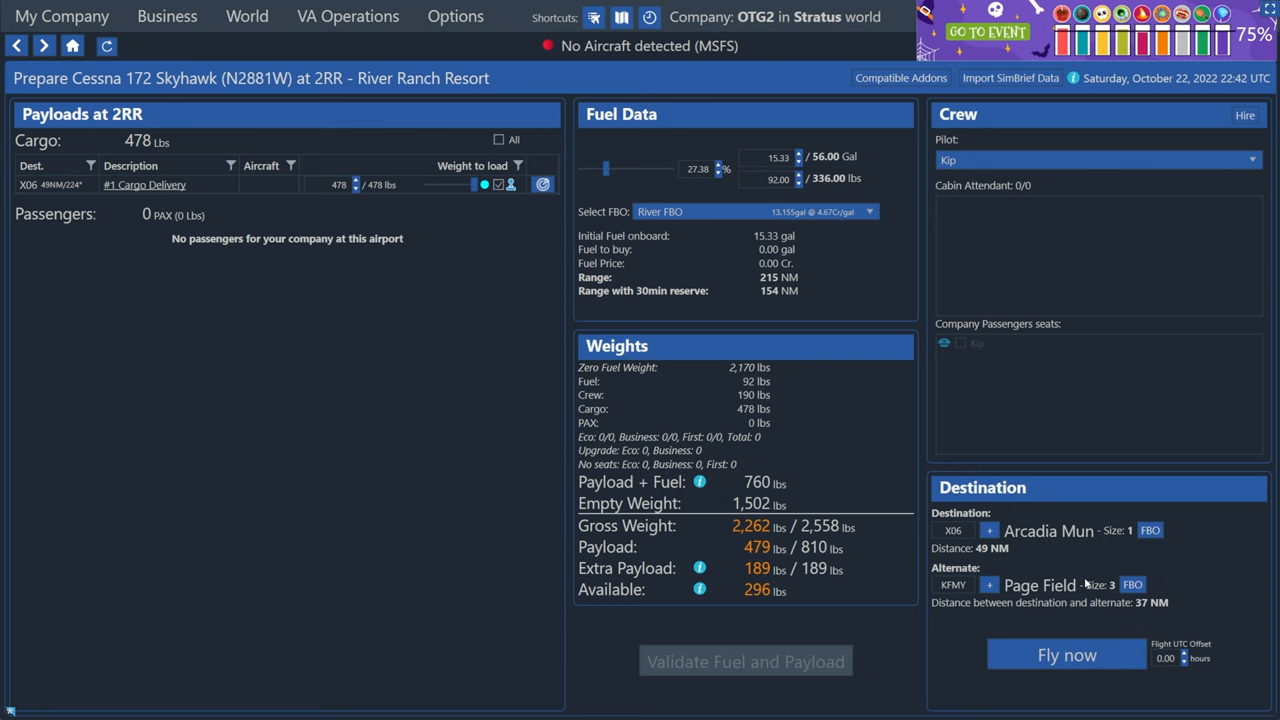 My Company Business World VA Operations Options Shortcuts: Company: OTG2 in Stratus world
GO TO EVENT 75%
No Aircraft detected (MSFS)
Prepare Cessna 172 Skyhawk (N2881W) at 2RR - River Ranch Resort Compatible Addons Import SimBrief Data Saturday, October 22, 2022 22:42 UTC
Payloads at 2RR
Cargo: 478 Lbs All
Dest. Description Aircraft Weight to load
X06 49NM/224° #1 Cargo Delivery 478 / 478 lbs
Passengers: 0 PAX (0 Lbs)
No passengers for your company at this airport
Fuel Data
27.38 % 15.33 / 56.00 Gal
92.00 / 336.00 lbs
Select FBO: River FBO 13.155gal @ 4.67Cr/gal
Initial Fuel onboard: 15.33 gal
Fuel to buy: 0.00 gal
Fuel Price: 0.00 Cr.
Range: 215 NM
Range with 30min reserve: 154 NM
Weights
Zero Fuel Weight: 2,170 lbs
Fuel: 92 lbs
Crew: 190 lbs
Cargo: 478 lbs
PAX: 0 lbs
Eco: 0/0, Business: 0/0, First: 0/0, Total: 0
Upgrade: Eco: 0, Business: 0
No seats: Eco: 0, Business: 0, First: 0
Payload + Fuel: 760 lbs
Empty Weight: 1,502 lbs
Gross Weight: 2,262 lbs / 2,558 lbs
Payload: 479 lbs / 810 lbs
Extra Payload: 189 lbs / 189 lbs
Available: 296 lbs
Validate Fuel and Payload
Crew Hire
Pilot:
Kip
Cabin Attendant: 0/0
Company Passengers seats:
Kip
Destination
Destination:
X06 + Arcadia Mun - Size: 1 FBO
Distance: 49 NM
Alternate:
KFMY + Page Field - Size: 3 FBO
Distance between destination and alternate: 37 NM
Fly now Flight UTC Offset
0.00 hours